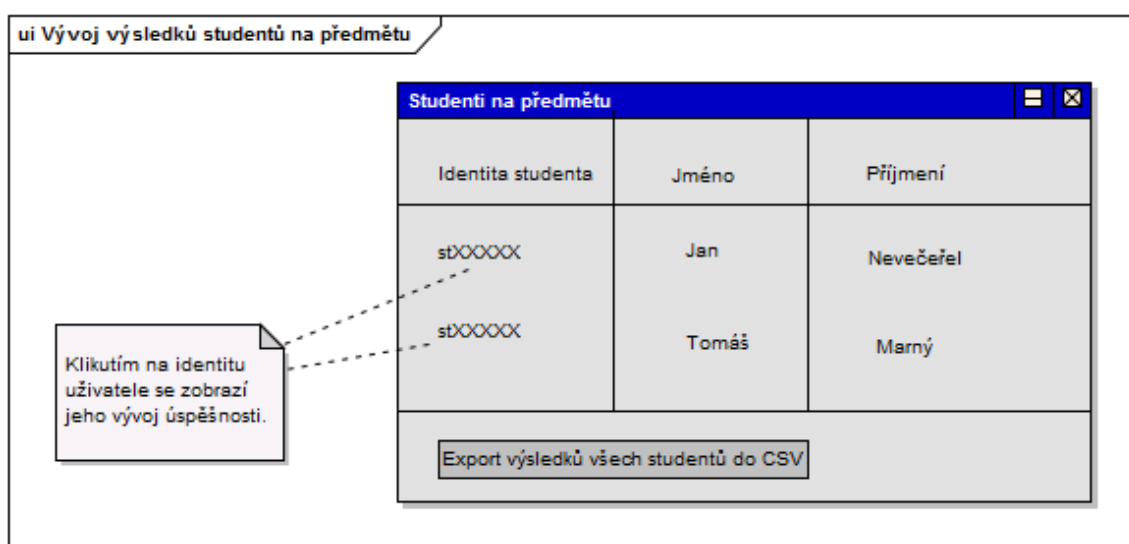 ui Vývoj výsledků studentů na předmětu
Studenti na předmětu
Identita studenta Jméno Příjmení
stXXXXX Jan Nevečeřel
stXXXXX Tomáš Marný
Klikutím na identitu
uživatele se zobrazí
jeho vývoj úspěšnosti.
Export výsledků všech studentů do CSV